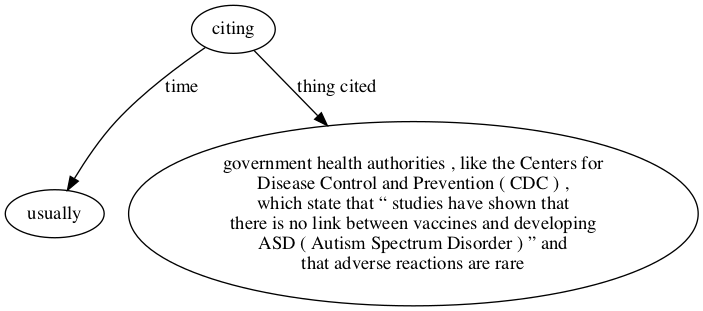 citing
time
thing cited
usually
government health authorities , like the Centers for
Disease Control and Prevention ( CDC ) ,
which state that “ studies have shown that
there is no link between vaccines and developing
ASD ( Autism Spectrum Disorder ) ” and
that adverse reactions are rare